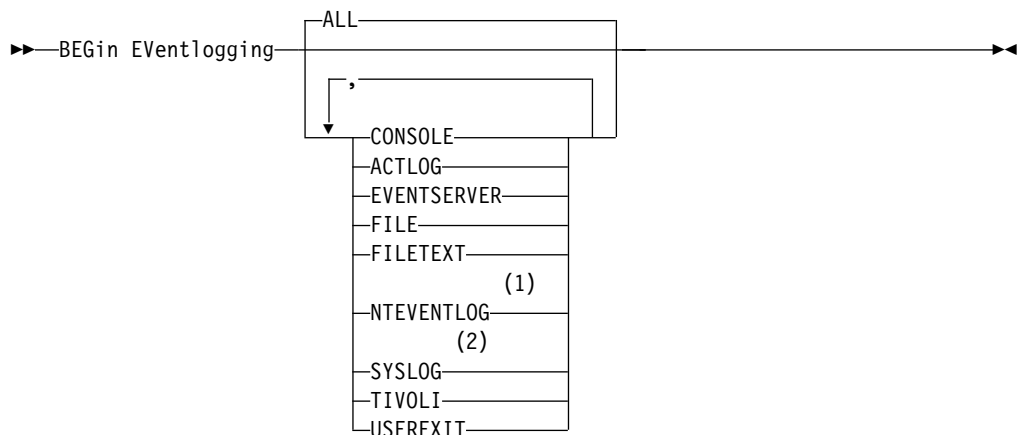 ALL
BEGin EVentlogging
,
CONSOLE
ACTLOG
EVENTSERVER
FILE
FILETEXT
(1)
NTEVENTLOG
(2)
SYSLOG
TIVOLI
USEREXIT